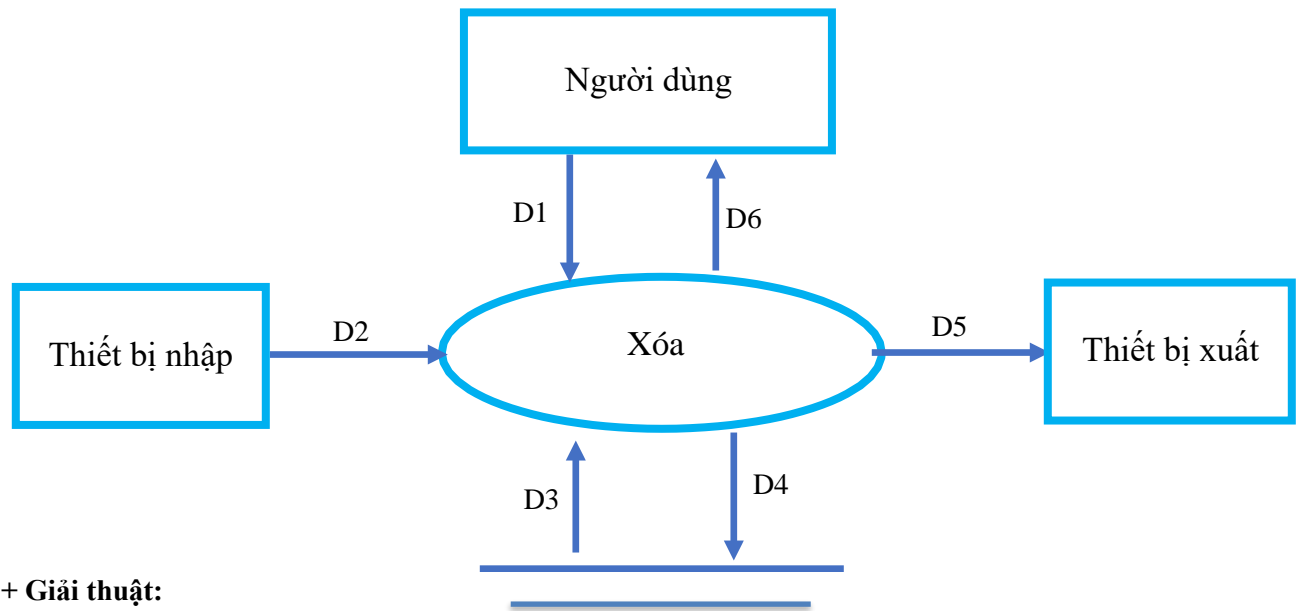 Người dùng
D1
D6
Thiết bị nhập
D2
Xóa
D5
Thiết bị xuất
D3
D4
+ Giải thuật: